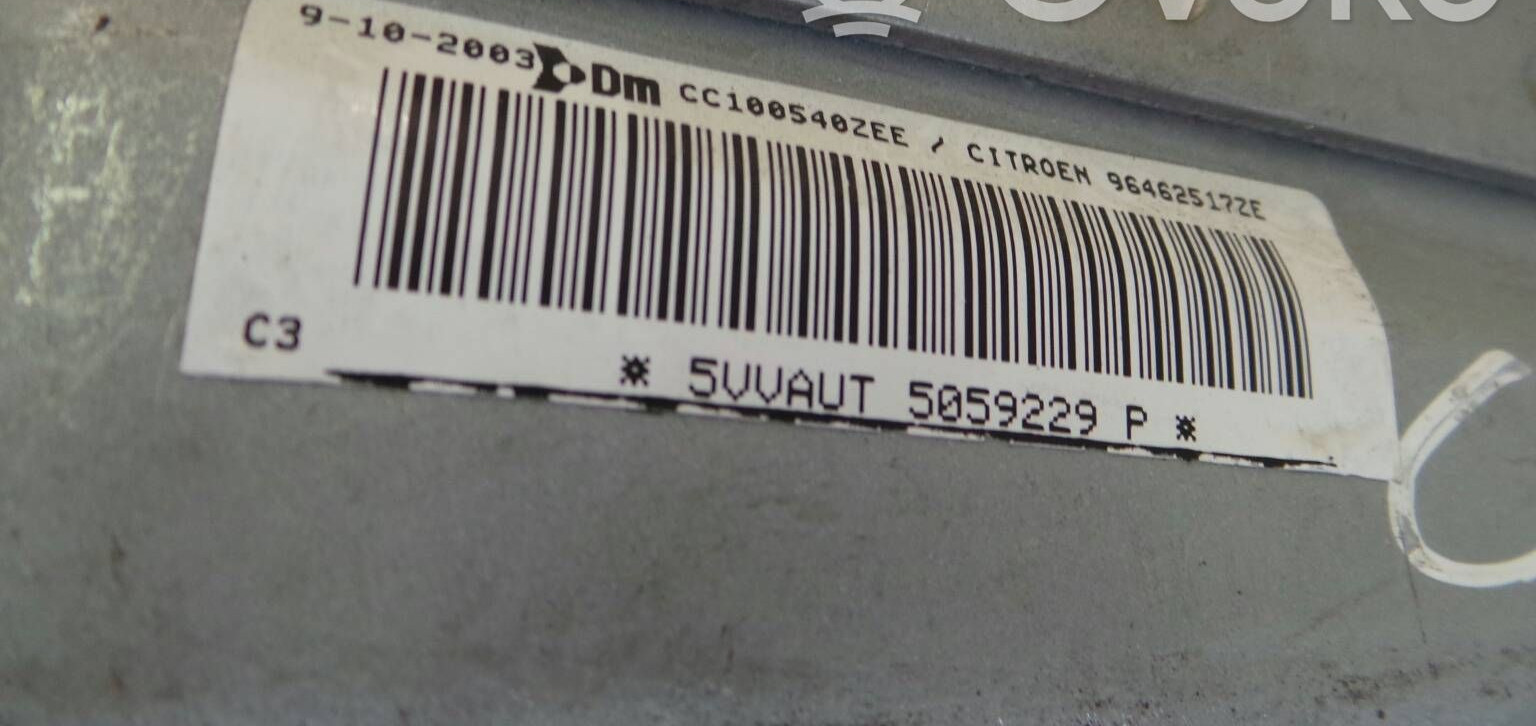 9-10-2003 Dm CC100540ZEE / CITROEN 96462517ZE
C3
* 5VVAUT 5059229 P *